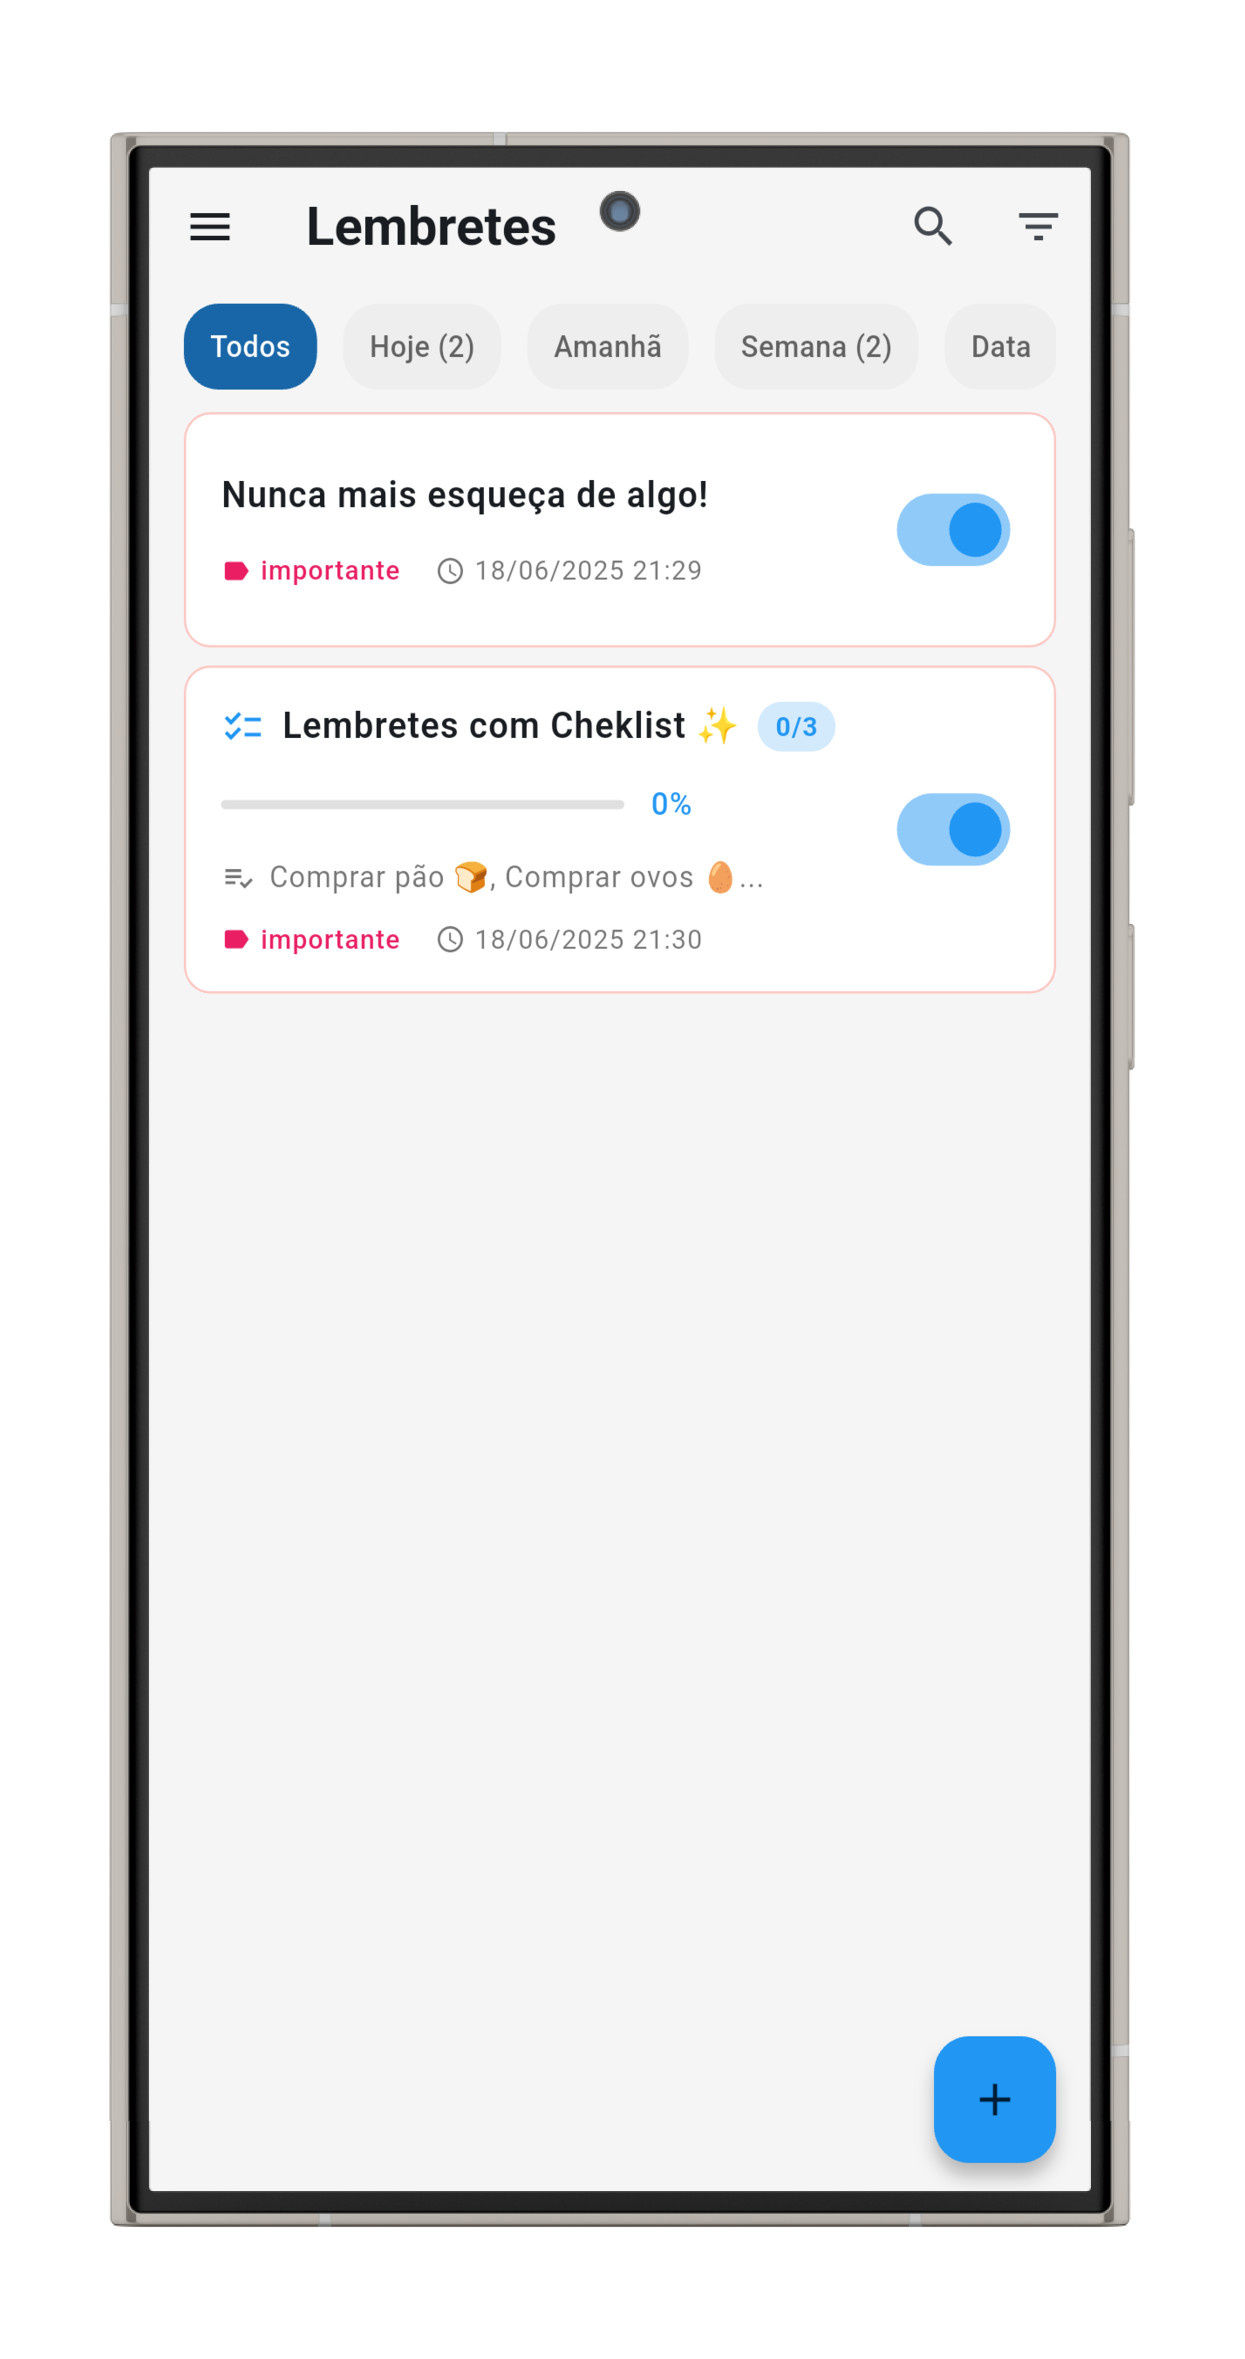 Lembretes
Todos Hoje (2) Amanhã Semana (2) Data
Nunca mais esqueça de algo!
importante 18/06/2025 21:29
Lembretes com Cheklist ✨ 0/3
0%
Comprar pão 🍞, Comprar ovos 🥚...
importante 18/06/2025 21:30
+